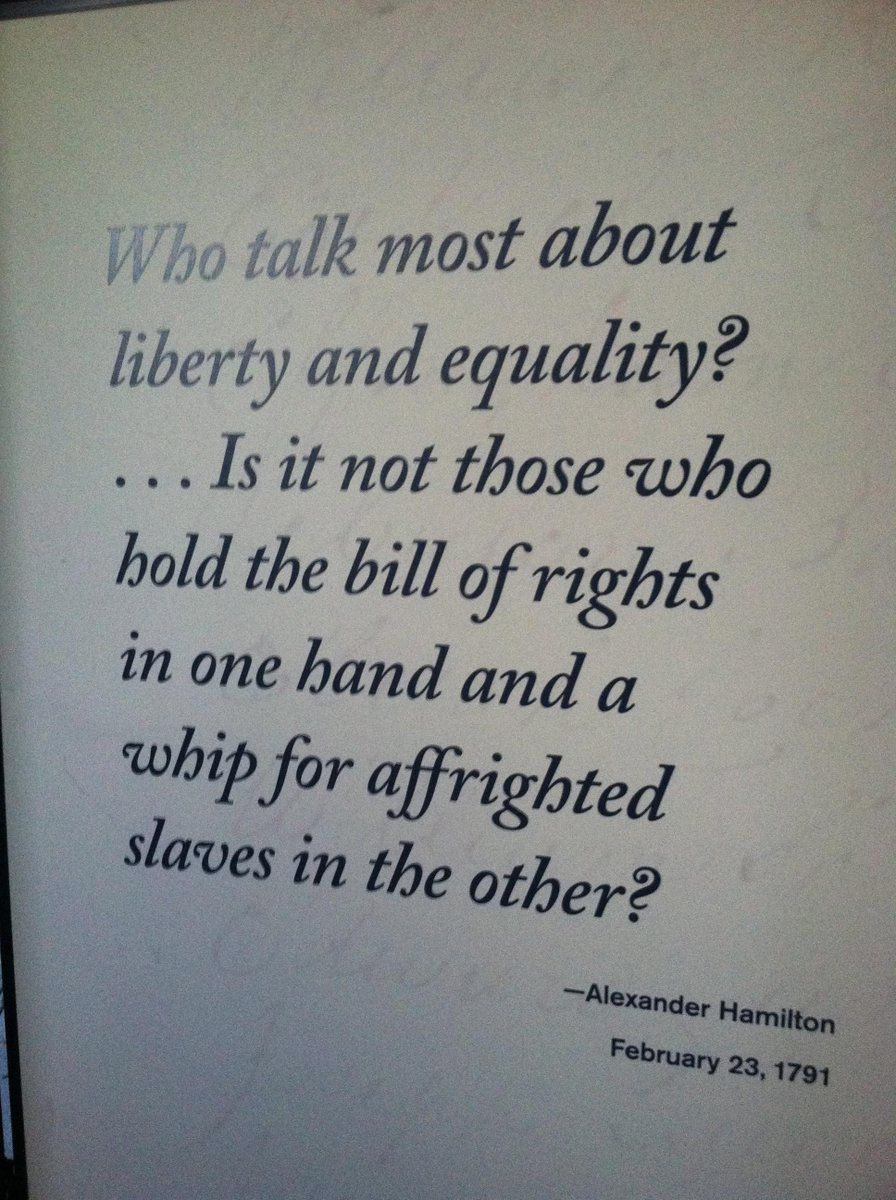 Who talk most about
liberty and equality?
. . . Is it not those who
hold the bill of rights
in one hand and a
whip for affrighted
slaves in the other?
—Alexander Hamilton
February 23, 1791